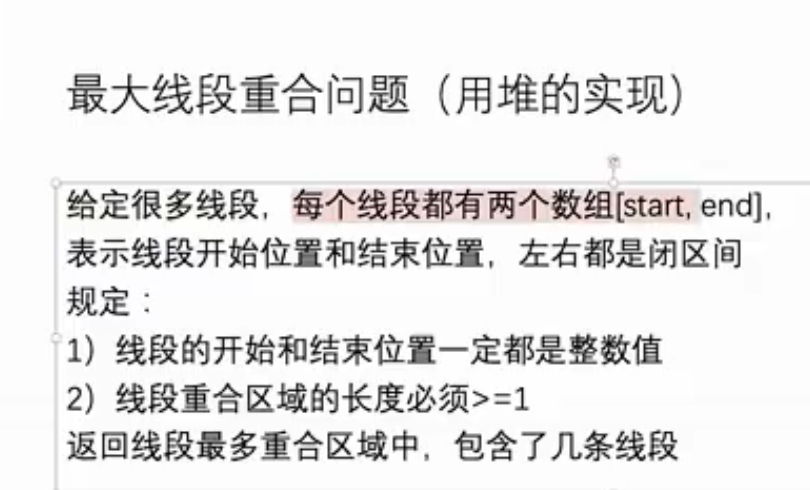 最大线段重合问题（用堆的实现）
给定很多线段，每个线段都有两个数组[start, end]，
表示线段开始位置和结束位置，左右都是闭区间
规定：
1）线段的开始和结束位置一定都是整数值
2）线段重合区域的长度必须>=1
返回线段最多重合区域中，包含了几条线段